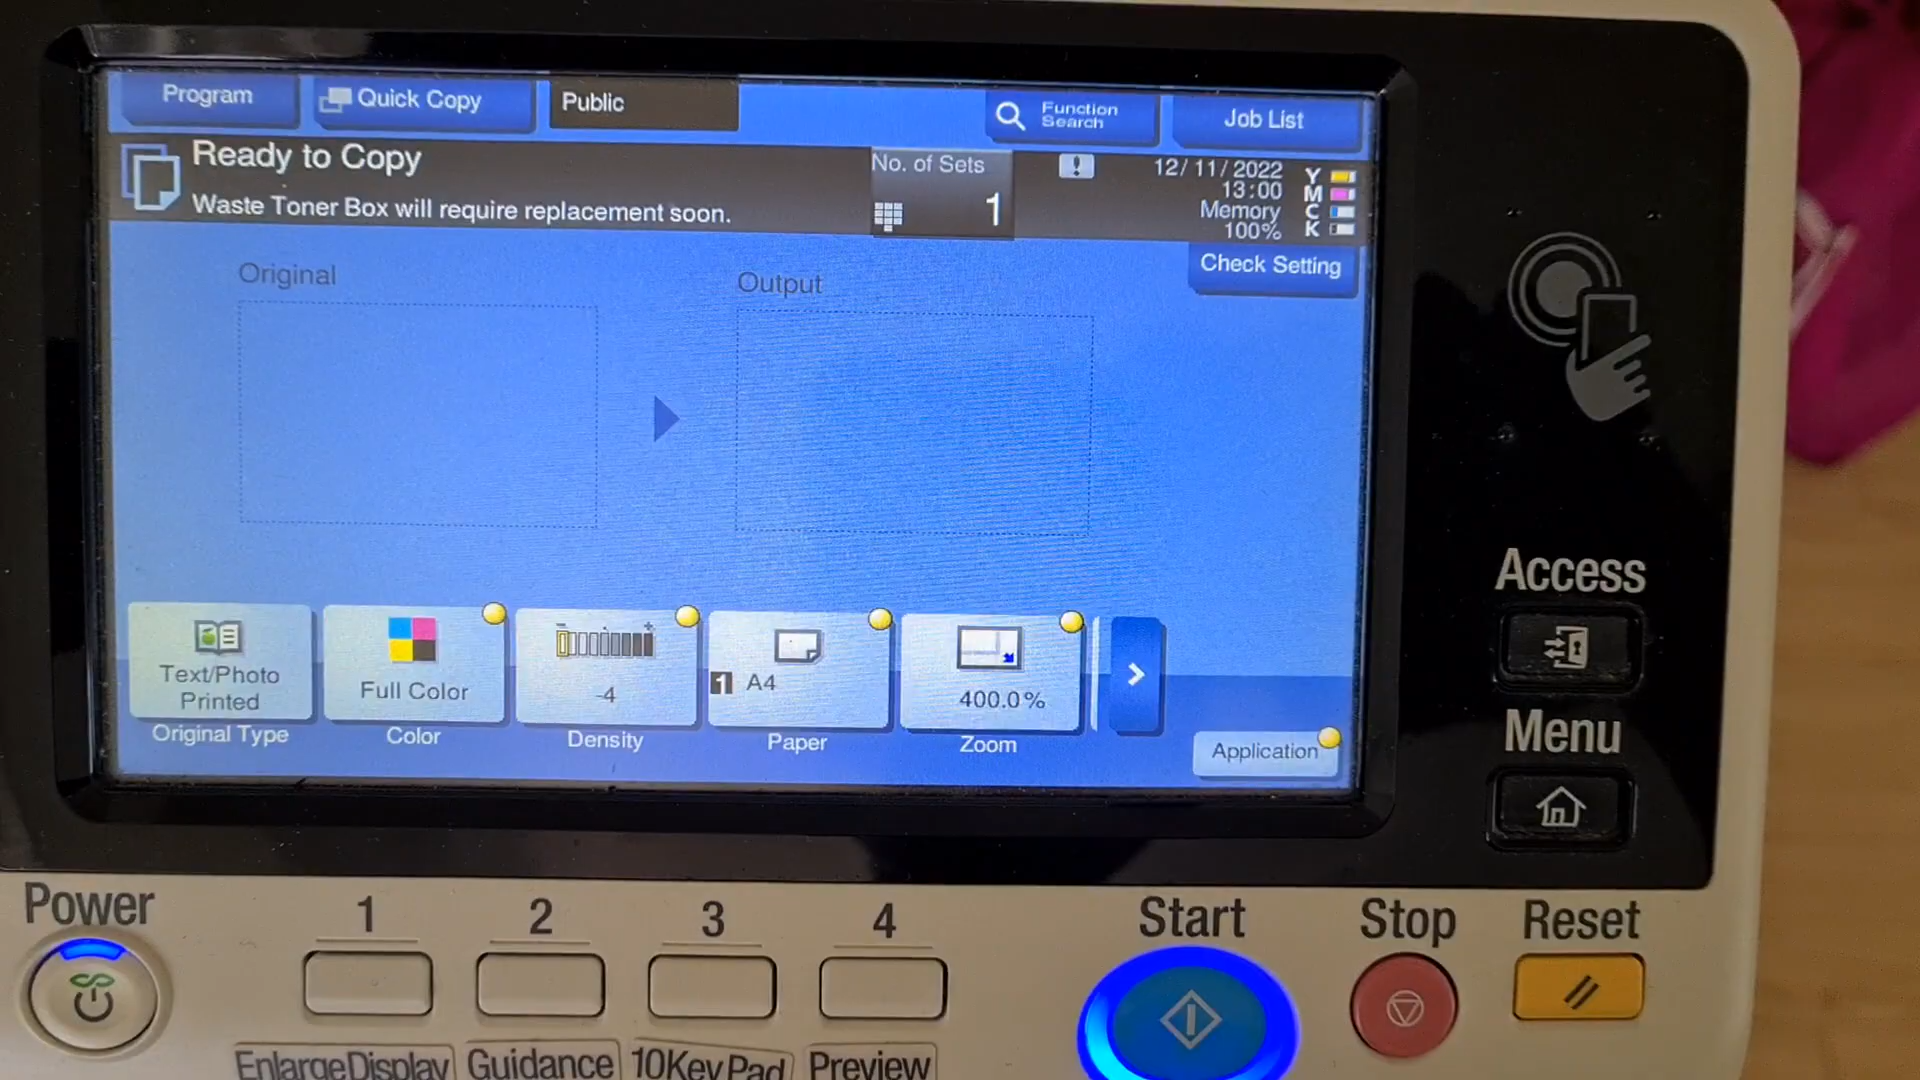 Program
Quick Copy
Public
Function
Search
Job List
Ready to Copy
Waste Toner Box will require replacement soon.
No. of Sets
1
!
12/11/2022
13:00
Memory
100%
Y
M
C
K
Check Setting
Original
Output
Text/Photo
Printed
Original Type
Full Color
Color
- +
-4
Density
1 A4
Paper
400.0%
Zoom
Application
Access
Menu
Power
1
2
3
4
Start
Stop
Reset
EnlargeDisplay
Guidance
10KeyPad
Preview